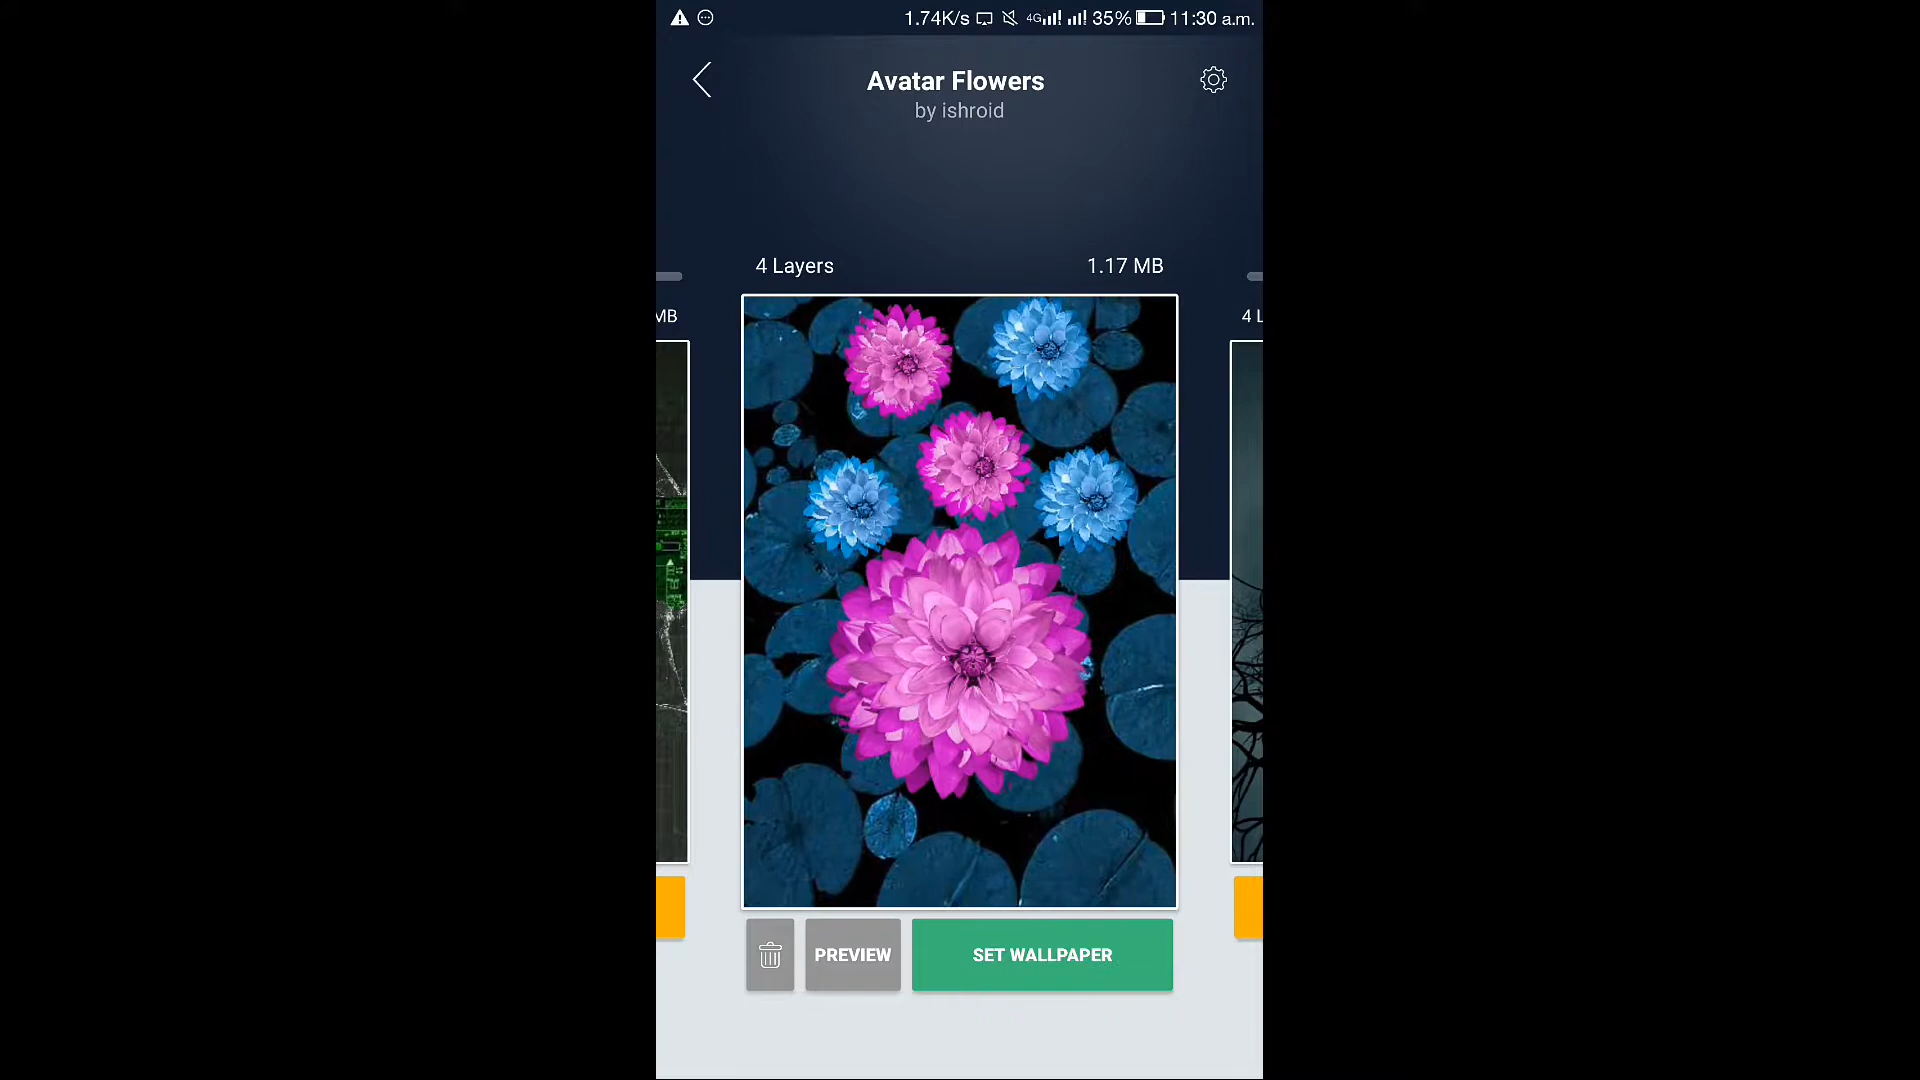 1.74K/s 4G 35% 11:30 a.m.
Avatar Flowers
by ishroid
4 Layers 1.17 MB
MB
4 L
PREVIEW SET WALLPAPER